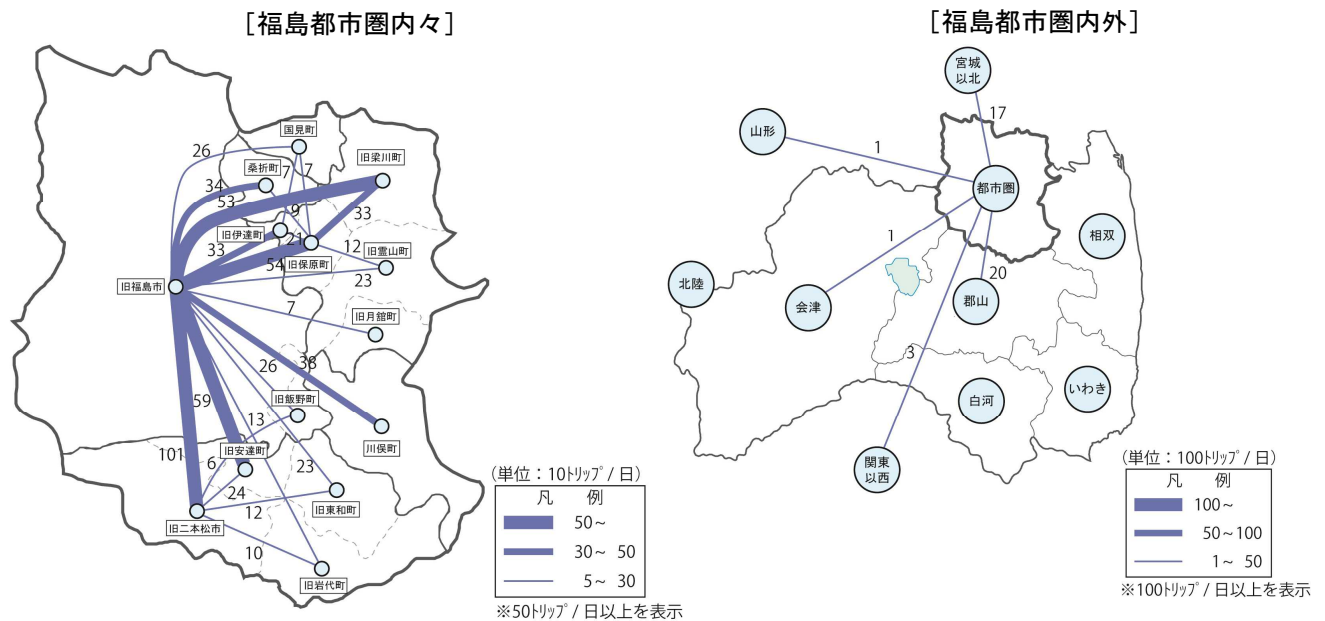 [福島都市圏内々]
国見町
26
旧梁川町
桑折町
7
7
34
53
9
33
旧伊達町
21
33
12
旧霊山町
54
旧保原町
23
旧福島市
7
旧月舘町
26
38
旧飯野町
59
13
川俣町
旧安達町
101
6
23
24
旧東和町
12
旧二本松市
10
旧岩代町
(単位：10トリップ/日)
凡 例
50～
30～ 50
5～ 30
※50トリップ/日以上を表示
[福島都市圏内外]
宮城
以北
17
山形
1
都市圏
1
相双
20
北陸
会津
郡山
3
いわき
白河
関東
以西
(単位：100トリップ/日)
凡 例
100～
50～100
1～ 50
※100トリップ/日以上を表示